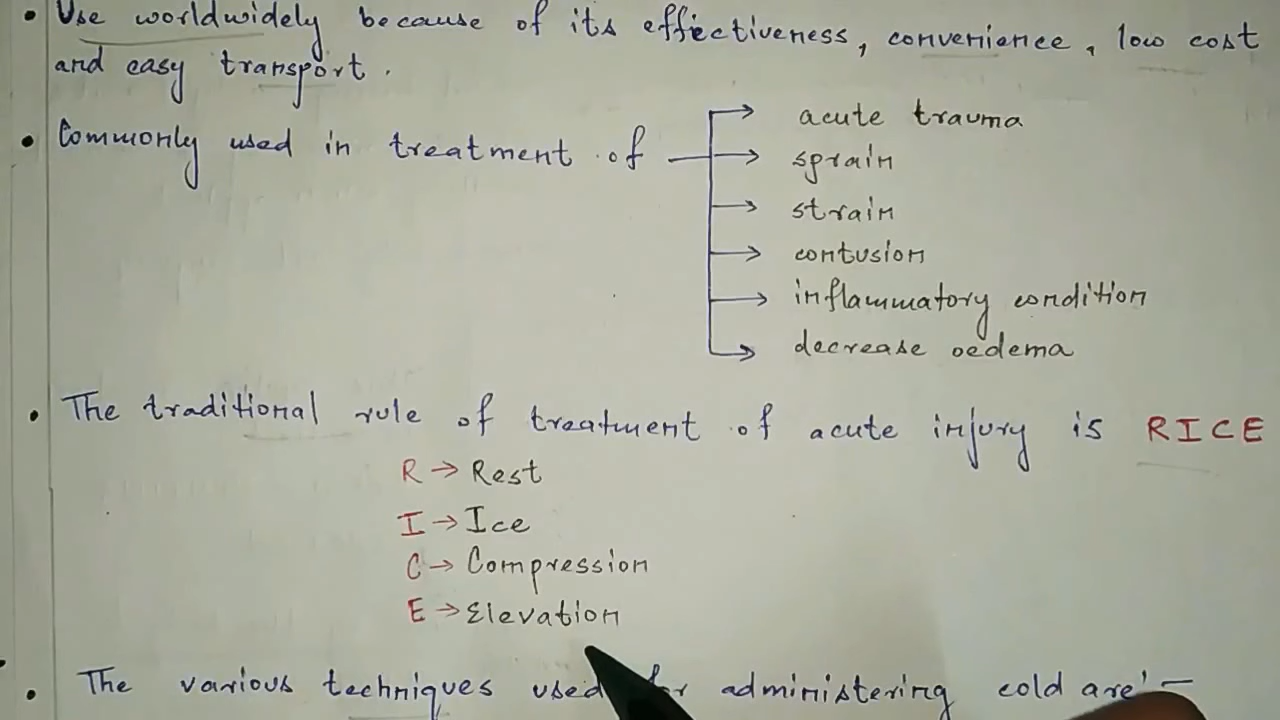 • Use worldwidely because of its effectiveness, convenience, low cost
and easy transport.
• Commonly used in treatment of
→ acute trauma
→ sprain
→ strain
→ contusion
→ inflammatory condition
→ decrease oedema
• The traditional rule of treatment of acute injury is RICE
R → Rest
I → Ice
C → Compression
E → Elevation
• The various techniques used for administering cold are:-